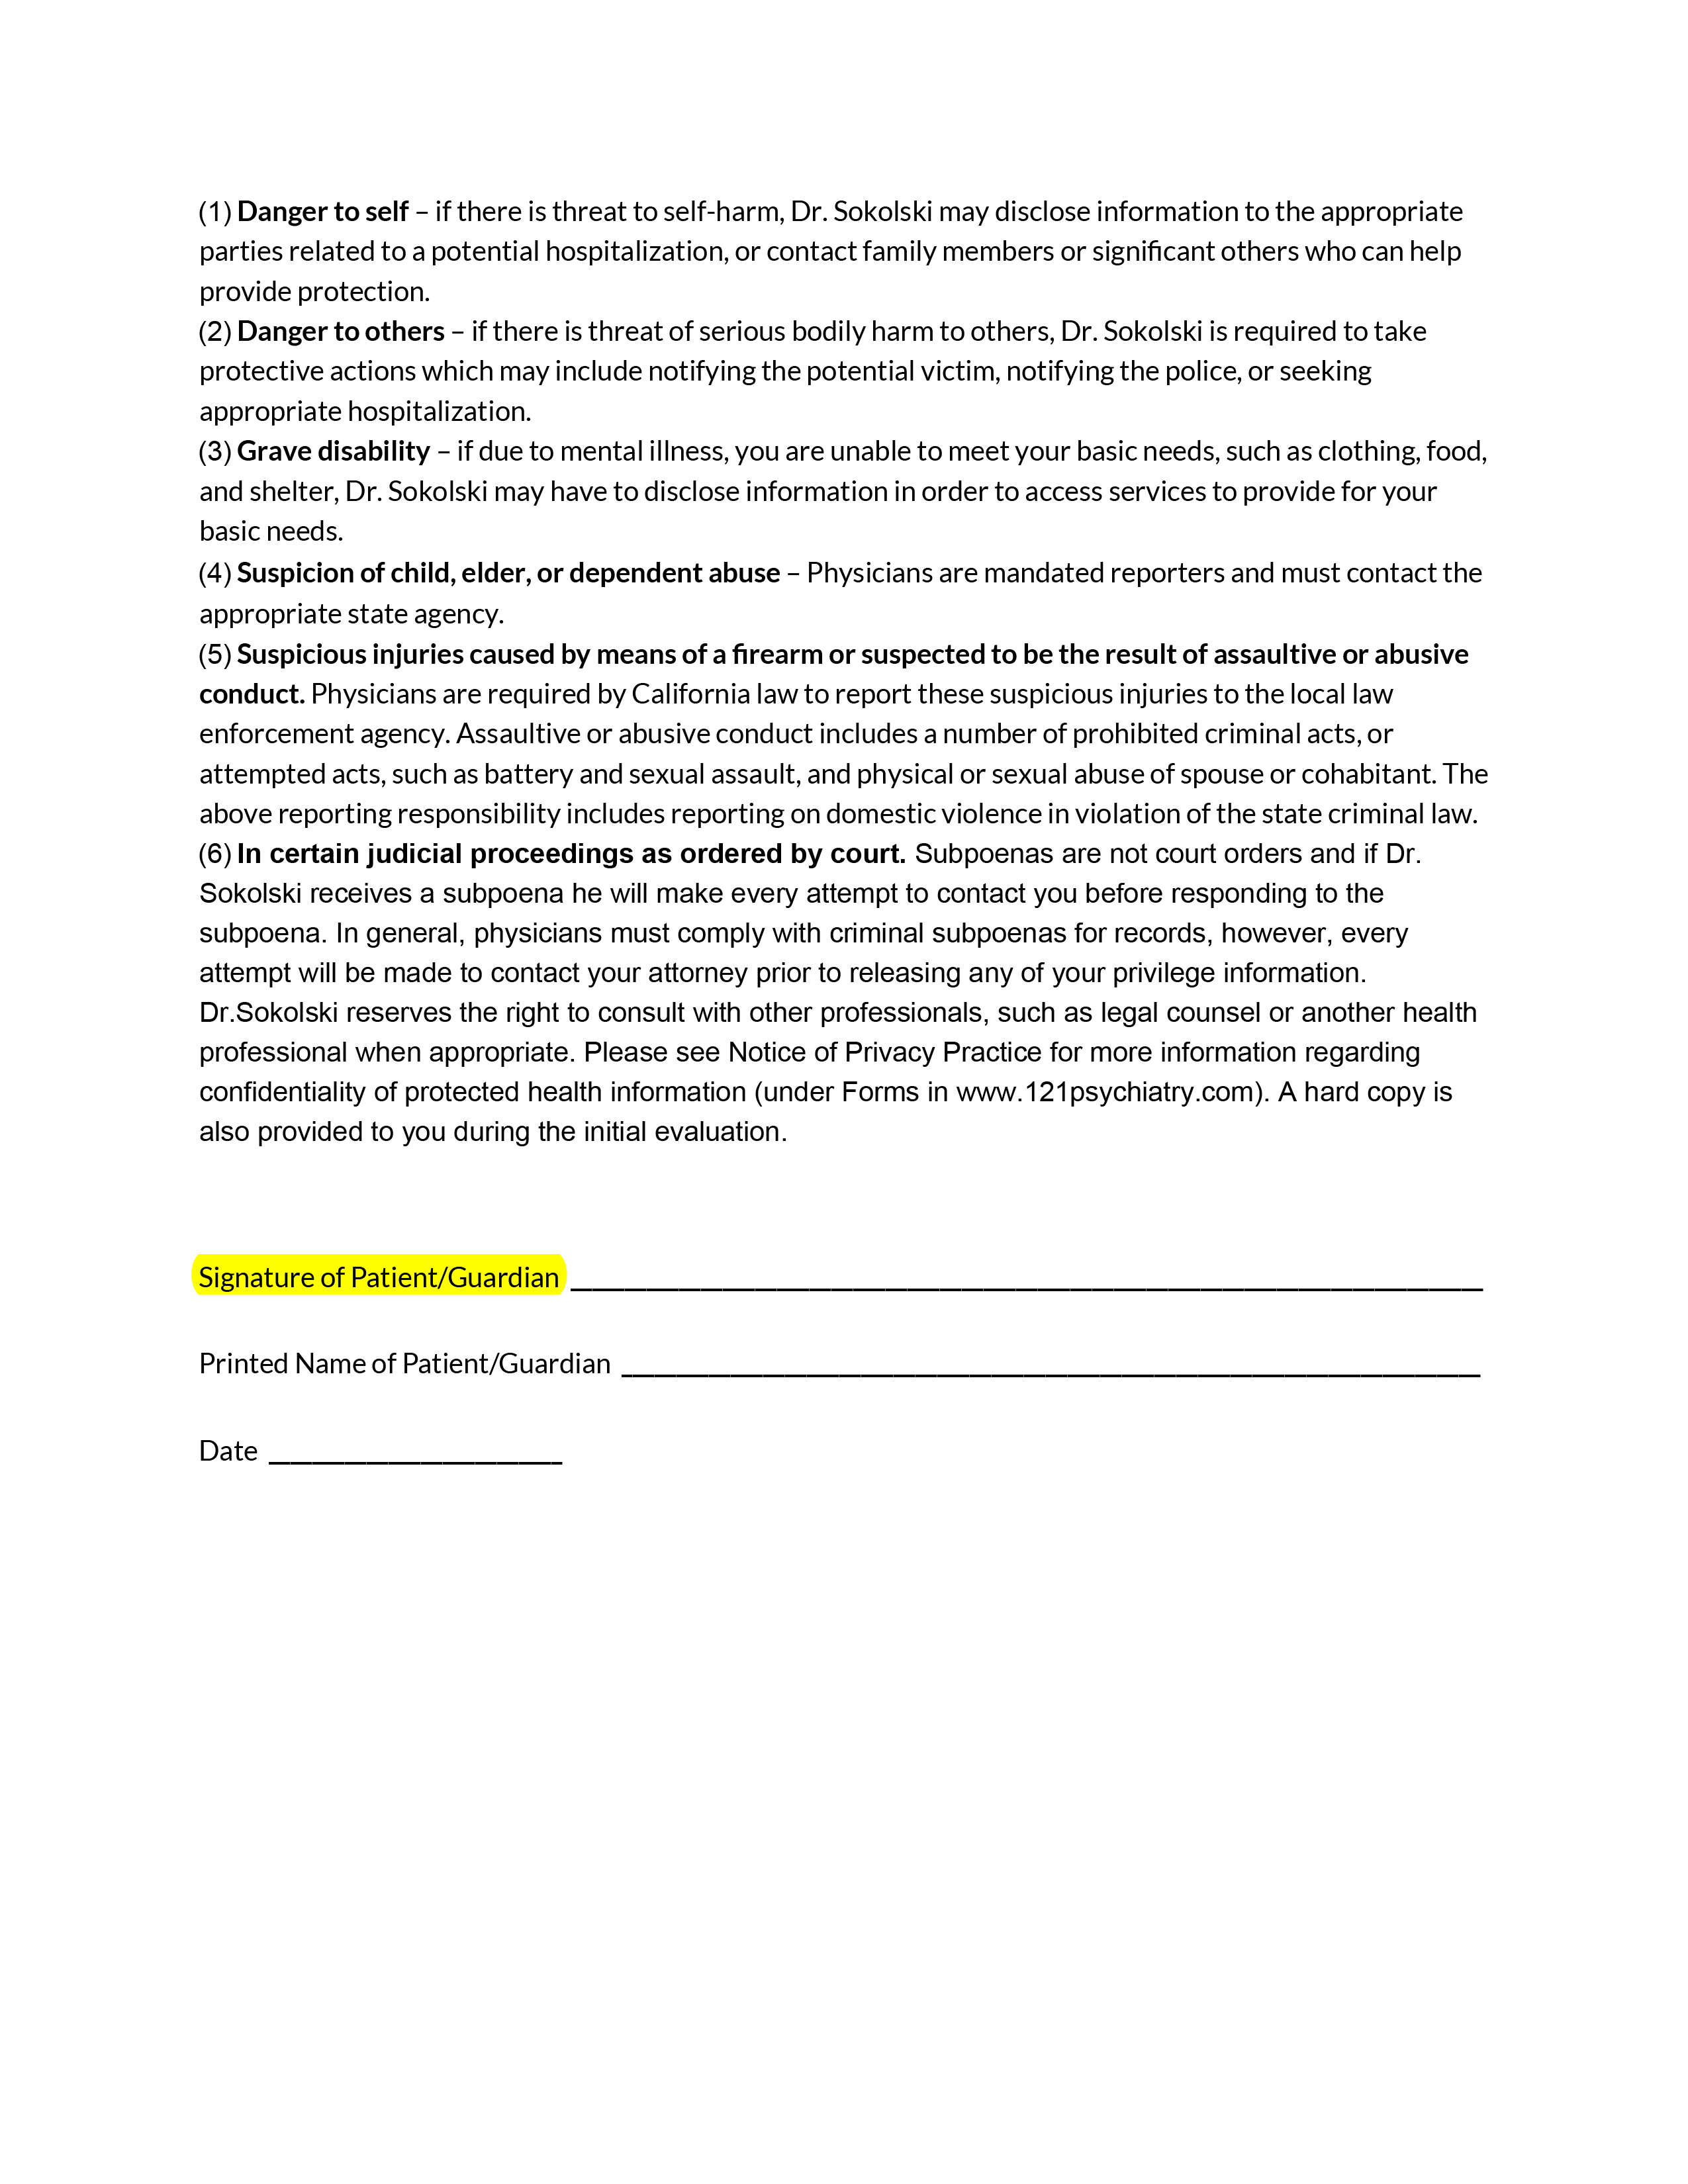 (1) Danger to self – if there is threat to self-harm, Dr. Sokolski may disclose information to the appropriate
parties related to a potential hospitalization, or contact family members or significant others who can help
provide protection.
(2) Danger to others – if there is threat of serious bodily harm to others, Dr. Sokolski is required to take
protective actions which may include notifying the potential victim, notifying the police, or seeking
appropriate hospitalization.
(3) Grave disability – if due to mental illness, you are unable to meet your basic needs, such as clothing, food,
and shelter, Dr. Sokolski may have to disclose information in order to access services to provide for your
basic needs.
(4) Suspicion of child, elder, or dependent abuse – Physicians are mandated reporters and must contact the
appropriate state agency.
(5) Suspicious injuries caused by means of a firearm or suspected to be the result of assaultive or abusive
conduct. Physicians are required by California law to report these suspicious injuries to the local law
enforcement agency. Assaultive or abusive conduct includes a number of prohibited criminal acts, or
attempted acts, such as battery and sexual assault, and physical or sexual abuse of spouse or cohabitant. The
above reporting responsibility includes reporting on domestic violence in violation of the state criminal law.
(6) In certain judicial proceedings as ordered by court. Subpoenas are not court orders and if Dr.
Sokolski receives a subpoena he will make every attempt to contact you before responding to the
subpoena. In general, physicians must comply with criminal subpoenas for records, however, every
attempt will be made to contact your attorney prior to releasing any of your privilege information.
Dr.Sokolski reserves the right to consult with other professionals, such as legal counsel or another health
professional when appropriate. Please see Notice of Privacy Practice for more information regarding
confidentiality of protected health information (under Forms in www.121psychiatry.com). A hard copy is
also provided to you during the initial evaluation.
Signature of Patient/Guardian
Printed Name of Patient/Guardian
Date